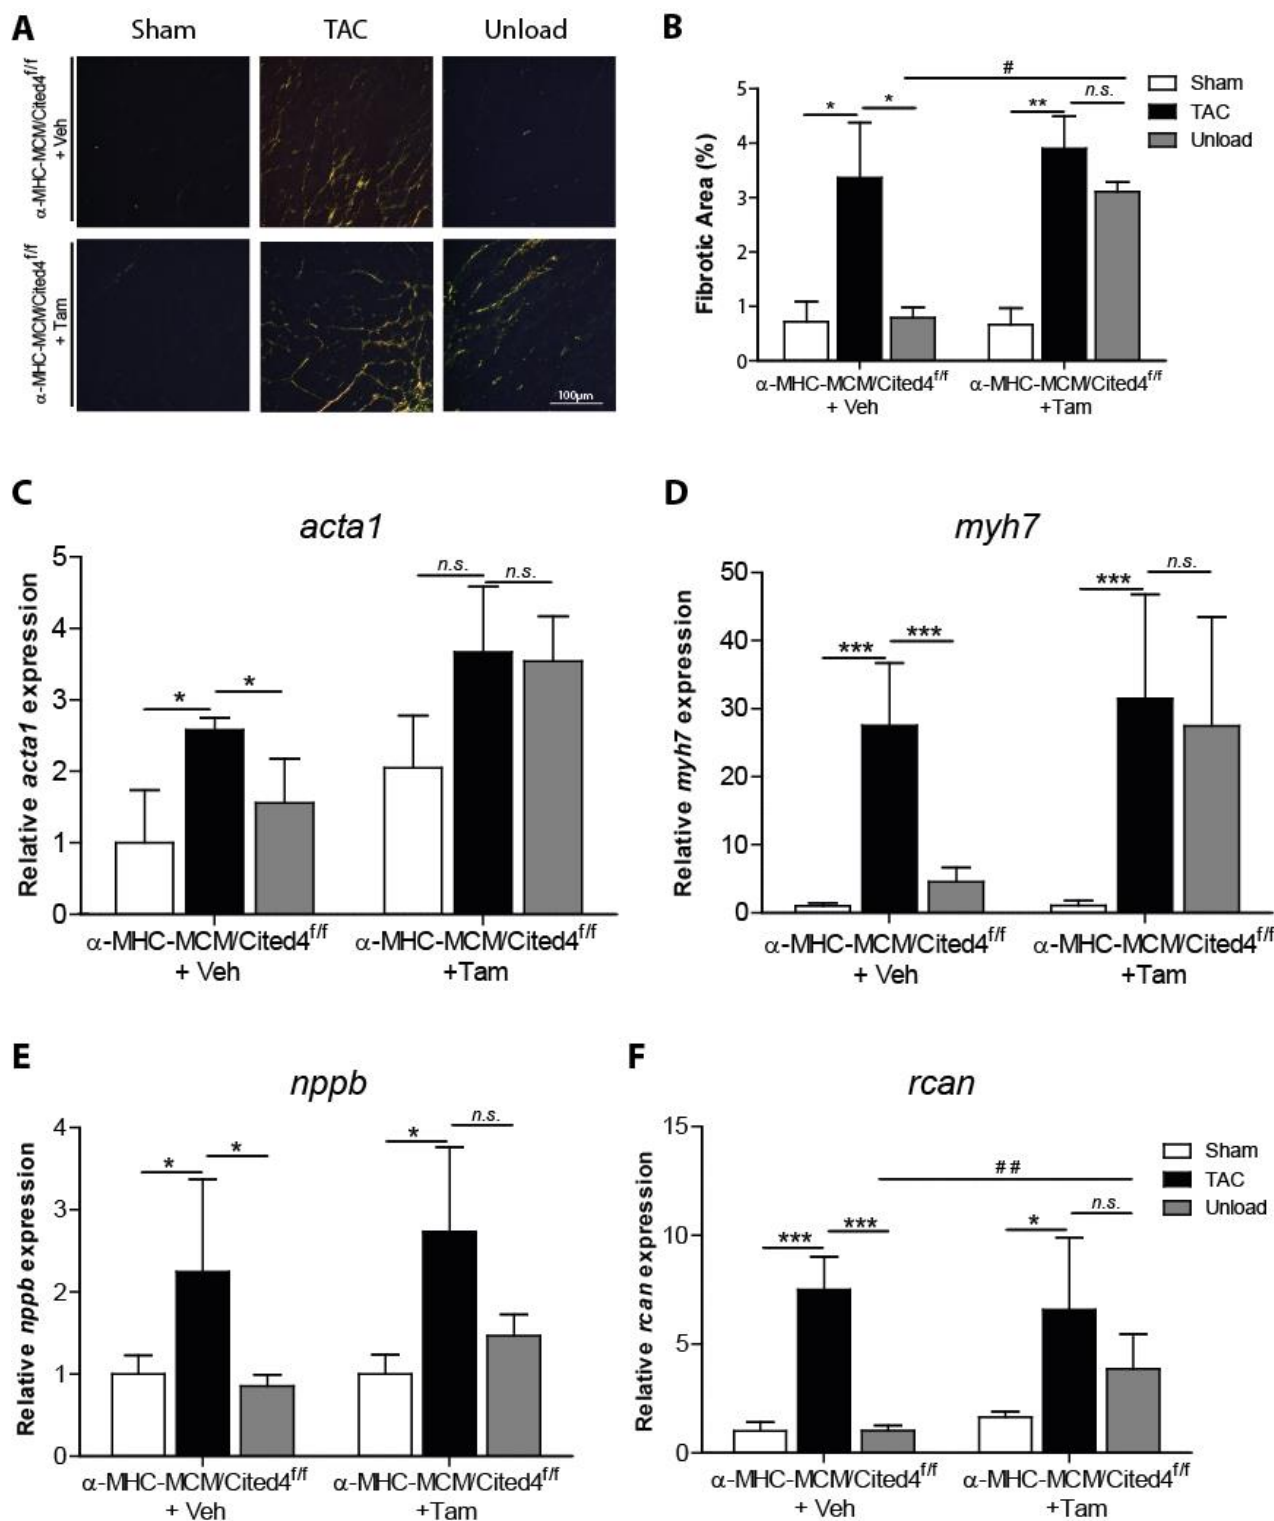 A
Sham
TAC
Unload
α-MHC-MCM/Cited4f/f
+ Veh
α-MHC-MCM/Cited4f/f
+ Tam
100µm
B
Fibrotic Area (%)
5
4
3
2
1
0
*
*
#
**
n.s.
Sham
TAC
Unload
α-MHC-MCM/Cited4f/f
+ Veh
α-MHC-MCM/Cited4f/f
+Tam
C
acta1
Relative acta1 expression
5
4
3
2
1
0
*
*
n.s.
n.s.
α-MHC-MCM/Cited4f/f
+ Veh
α-MHC-MCM/Cited4f/f
+Tam
D
myh7
Relative myh7 expression
50
40
30
20
10
0
***
***
***
n.s.
α-MHC-MCM/Cited4f/f
+ Veh
α-MHC-MCM/Cited4f/f
+Tam
E
nppb
Relative nppb expression
4
3
2
1
0
*
*
*
n.s.
α-MHC-MCM/Cited4f/f
+ Veh
α-MHC-MCM/Cited4f/f
+Tam
F
rcan
Relative rcan expression
15
10
5
0
***
***
##
*
n.s.
Sham
TAC
Unload
α-MHC-MCM/Cited4f/f
+ Veh
α-MHC-MCM/Cited4f/f
+Tam